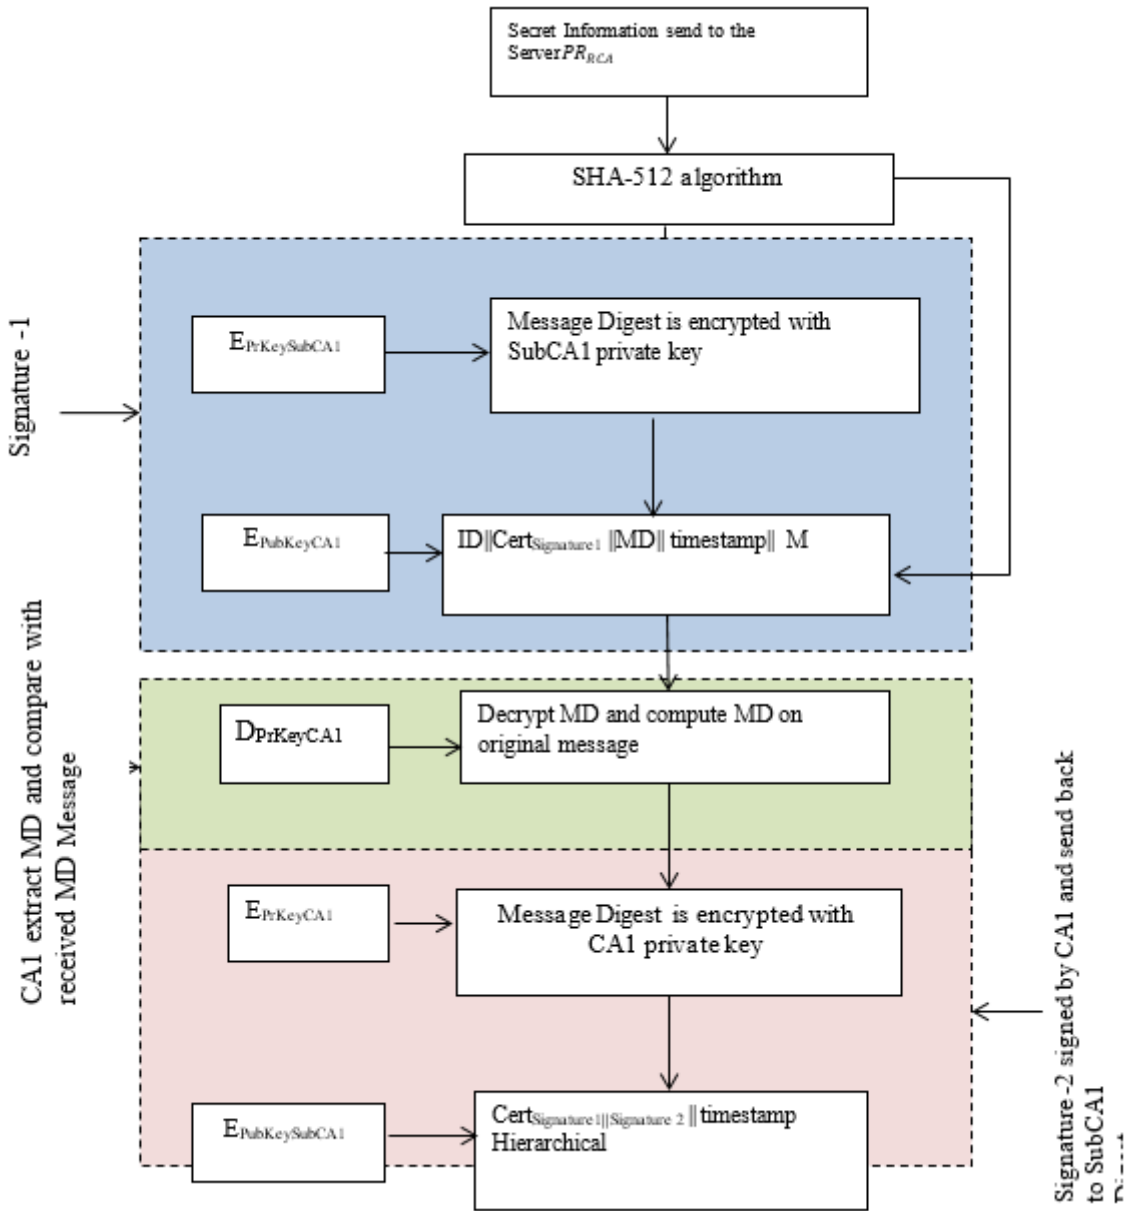 Secret Information send to the
ServerPR_RCA
SHA-512 algorithm
Signature -1
E_PrKeySubCA1
Message Digest is encrypted with
SubCA1 private key
E_PubKeyCA1
ID||Cert_Signature1 ||MD|| timestamp|| M
CA1 extract MD and compare with
received MD Message
D_PrKeyCA1
Decrypt MD and compute MD on
original message
E_PrKeyCA1
Message Digest is encrypted with
CA1 private key
Signature -2 signed by CA1 and send back
to SubCA1
E_PubKeySubCA1
Cert_Signature1||Signature 2 || timestamp
Hierarchical